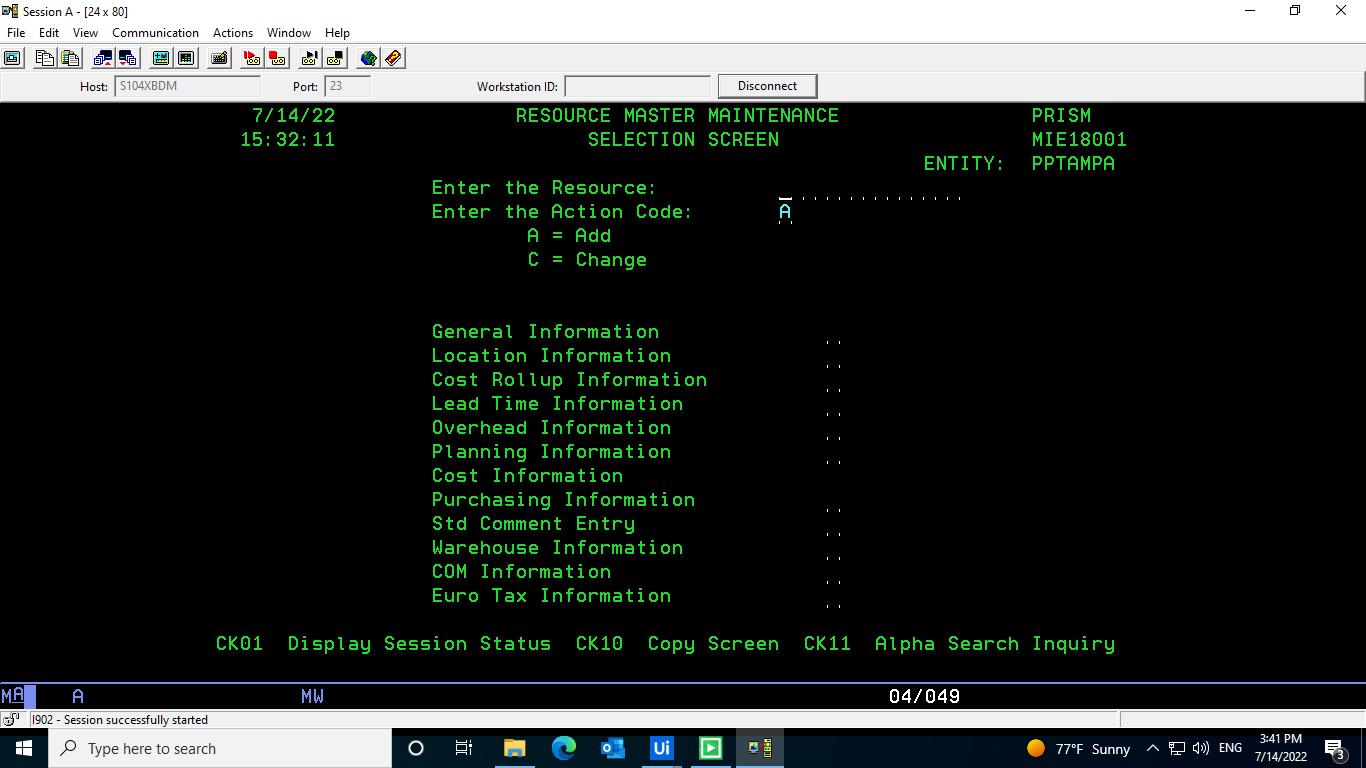 Session A - [24 x 80]
File Edit View Communication Actions Window Help
Host: S104XBDM Port: 23 Workstation ID: Disconnect
7/14/22 RESOURCE MASTER MAINTENANCE PRISM
15:32:11 SELECTION SCREEN MIE18001
ENTITY: PPTAMPA
Enter the Resource:
Enter the Action Code: A
A = Add
C = Change
General Information
Location Information
Cost Rollup Information
Lead Time Information
Overhead Information
Planning Information
Cost Information
Purchasing Information
Std Comment Entry
Warehouse Information
COM Information
Euro Tax Information
CK01 Display Session Status CK10 Copy Screen CK11 Alpha Search Inquiry
MA A MW 04/049
I902 - Session successfully started
Type here to search Ui 77°F Sunny ENG 3:41 PM
7/14/2022 3